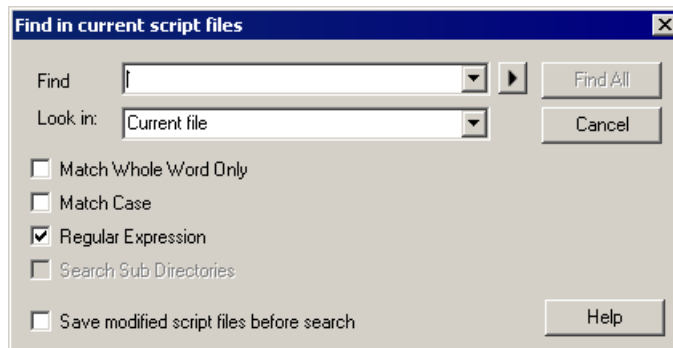 Find in current script files
Find
Find All
Look in:
Current file
Cancel
Match Whole Word Only
Match Case
Regular Expression
Search Sub Directories
Save modified script files before search
Help